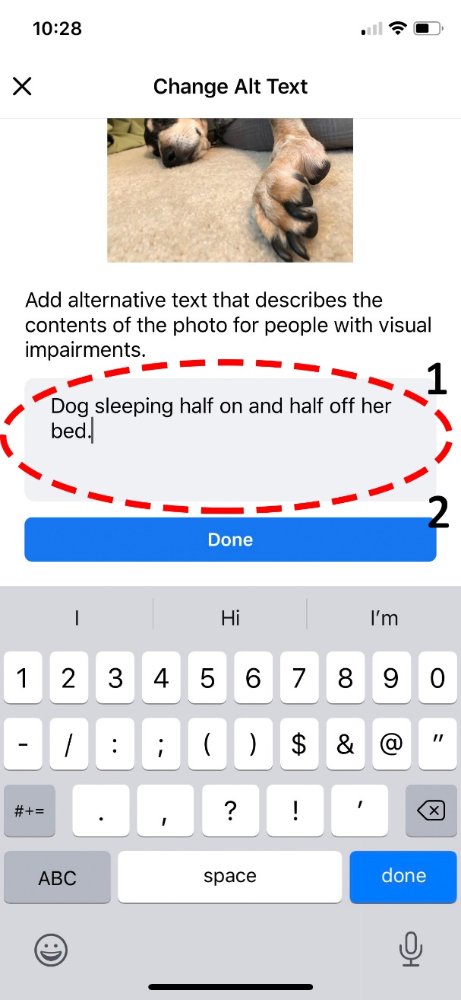 10:28
Change Alt Text
Add alternative text that describes the
contents of the photo for people with visual
impairments.
1
Dog sleeping half on and half off her
bed.
2
Done
I Hi I’m
1 2 3 4 5 6 7 8 9 0
- / : ; ( ) $ & @ "
#+= . , ? ! ’
ABC space done